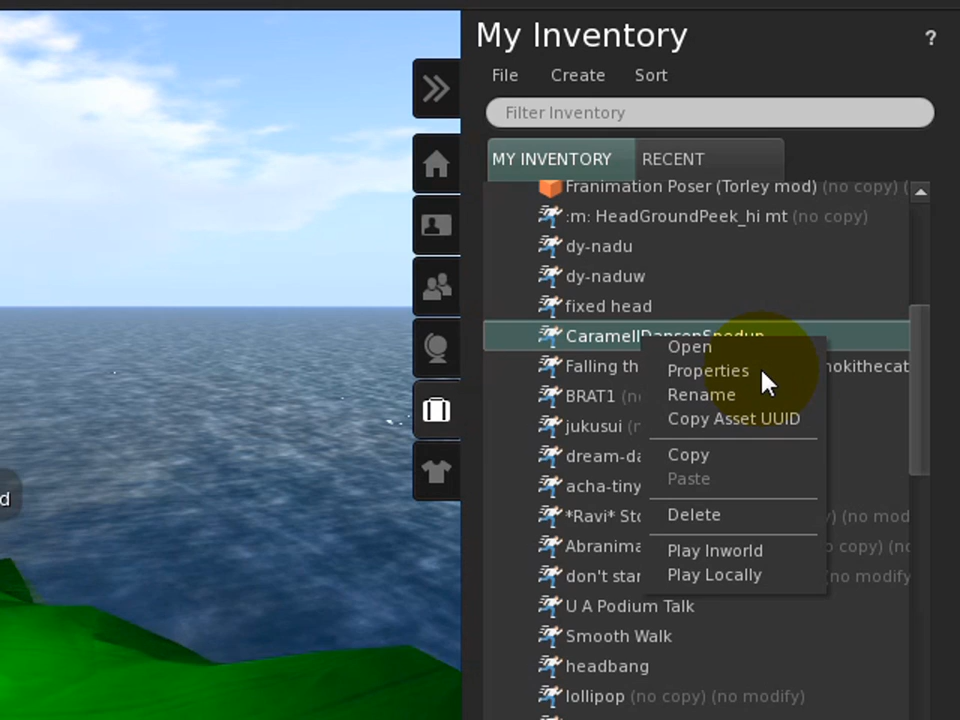 My Inventory
?
File Create Sort
Filter Inventory
MY INVENTORY RECENT
Franimation Poser (Torley mod) (no copy) (
:m: HeadGroundPeek_hi mt (no copy)
dy-nadu
dy-naduw
fixed head
CaramellDansenSpedup
Open
Falling th nokithecat
Properties
BRAT1 (no
Rename
jukusui (n
Copy Asset UUID
dream-da
Copy
acha-tiny
Paste
*Ravi* Sto ) (no mod
Delete
Abranima o copy) (no
Play Inworld
don't star (no modify)
Play Locally
U A Podium Talk
Smooth Walk
headbang
lollipop (no copy) (no modify)
d